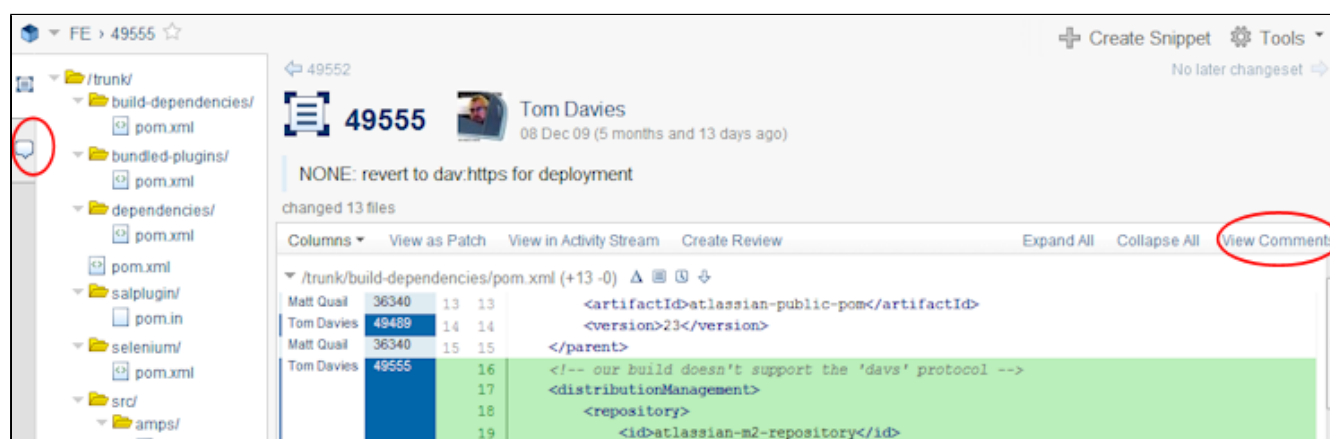 FE › 49555
Create Snippet Tools
/trunk/
build-dependencies/
pom.xml
bundled-plugins/
pom.xml
dependencies/
pom.xml
pom.xml
salplugin/
pom.in
selenium/
pom.xml
src/
amps/
49552
No later changeset
49555
Tom Davies
08 Dec 09 (5 months and 13 days ago)
NONE: revert to dav:https for deployment
changed 13 files
Columns View as Patch View in Activity Stream Create Review Expand All Collapse All View Comments
/trunk/build-dependencies/pom.xml (+13 -0)
Matt Quail 36340 13 13 <artifactId>atlassian-public-pom</artifactId>
Tom Davies 49489 14 14 <version>23</version>
Matt Quail 36340 15 15 </parent>
Tom Davies 49555 16 <!-- our build doesn't support the 'davs' protocol -->
17 <distributionManagement>
18 <repository>
19 <id>atlassian-m2-repository</id>